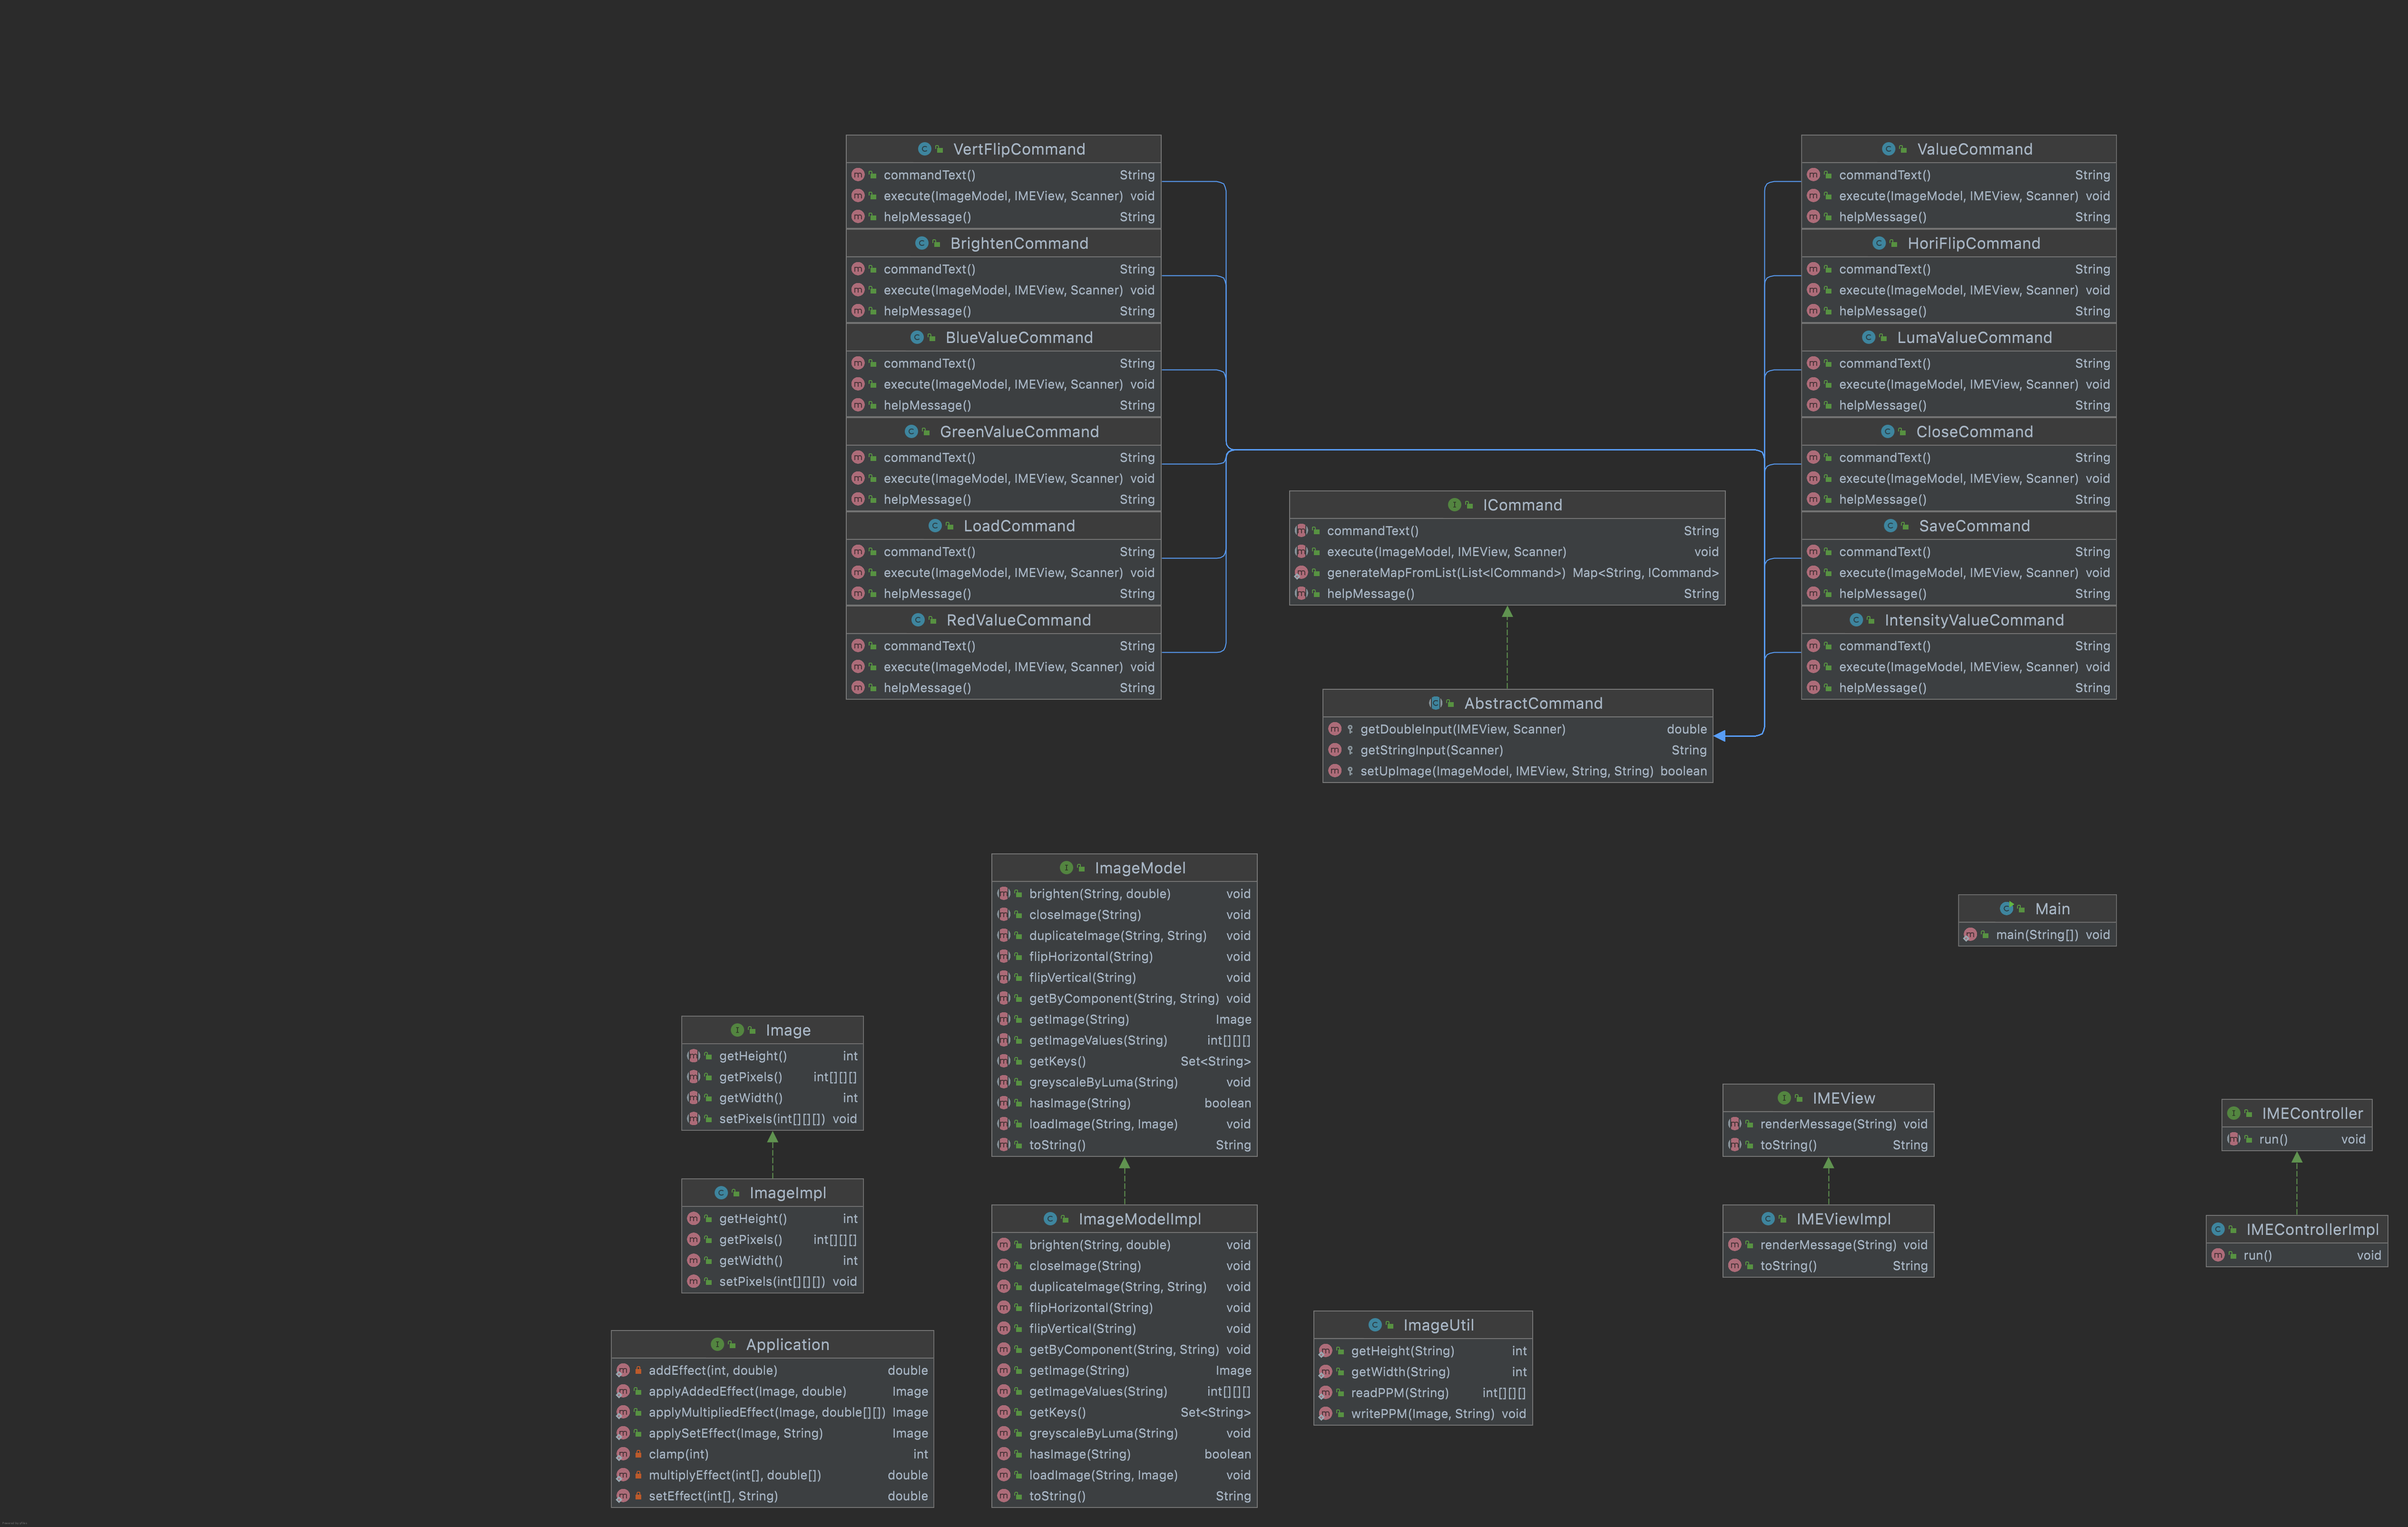 VertFlipCommand
commandText() String
execute(ImageModel, IMEView, Scanner) void
helpMessage() String
BrightenCommand
commandText() String
execute(ImageModel, IMEView, Scanner) void
helpMessage() String
BlueValueCommand
commandText() String
execute(ImageModel, IMEView, Scanner) void
helpMessage() String
GreenValueCommand
commandText() String
execute(ImageModel, IMEView, Scanner) void
helpMessage() String
LoadCommand
commandText() String
execute(ImageModel, IMEView, Scanner) void
helpMessage() String
RedValueCommand
commandText() String
execute(ImageModel, IMEView, Scanner) void
helpMessage() String
ValueCommand
commandText() String
execute(ImageModel, IMEView, Scanner) void
helpMessage() String
HoriFlipCommand
commandText() String
execute(ImageModel, IMEView, Scanner) void
helpMessage() String
LumaValueCommand
commandText() String
execute(ImageModel, IMEView, Scanner) void
helpMessage() String
CloseCommand
commandText() String
execute(ImageModel, IMEView, Scanner) void
helpMessage() String
SaveCommand
commandText() String
execute(ImageModel, IMEView, Scanner) void
helpMessage() String
IntensityValueCommand
commandText() String
execute(ImageModel, IMEView, Scanner) void
helpMessage() String
ICommand
commandText() String
execute(ImageModel, IMEView, Scanner) void
generateMapFromList(List<ICommand>) Map<String, ICommand>
helpMessage() String
AbstractCommand
getDoubleInput(IMEView, Scanner) double
getStringInput(Scanner) String
setUpImage(ImageModel, IMEView, String, String) boolean
ImageModel
brighten(String, double) void
closeImage(String) void
duplicateImage(String, String) void
flipHorizontal(String) void
flipVertical(String) void
getByComponent(String, String) void
getImage(String) Image
getImageValues(String) int[][][]
getKeys() Set<String>
greyscaleByLuma(String) void
hasImage(String) boolean
loadImage(String, Image) void
toString() String
Main
main(String[]) void
Image
getHeight() int
getPixels() int[][][]
getWidth() int
setPixels(int[][][]) void
ImageImpl
getHeight() int
getPixels() int[][][]
getWidth() int
setPixels(int[][][]) void
IMEView
renderMessage(String) void
toString() String
IMEController
run() void
ImageModelImpl
brighten(String, double) void
closeImage(String) void
duplicateImage(String, String) void
flipHorizontal(String) void
flipVertical(String) void
getByComponent(String, String) void
getImage(String) Image
getImageValues(String) int[][][]
getKeys() Set<String>
greyscaleByLuma(String) void
hasImage(String) boolean
loadImage(String, Image) void
toString() String
IMEViewImpl
renderMessage(String) void
toString() String
IMEControllerImpl
run() void
Application
addEffect(int, double) double
applyAddedEffect(Image, double) Image
applyMultipliedEffect(Image, double[][]) Image
applySetEffect(Image, String) Image
clamp(int) int
multiplyEffect(int[], double[]) double
setEffect(int[], String) double
ImageUtil
getHeight(String) int
getWidth(String) int
readPPM(String) int[][][]
writePPM(Image, String) void